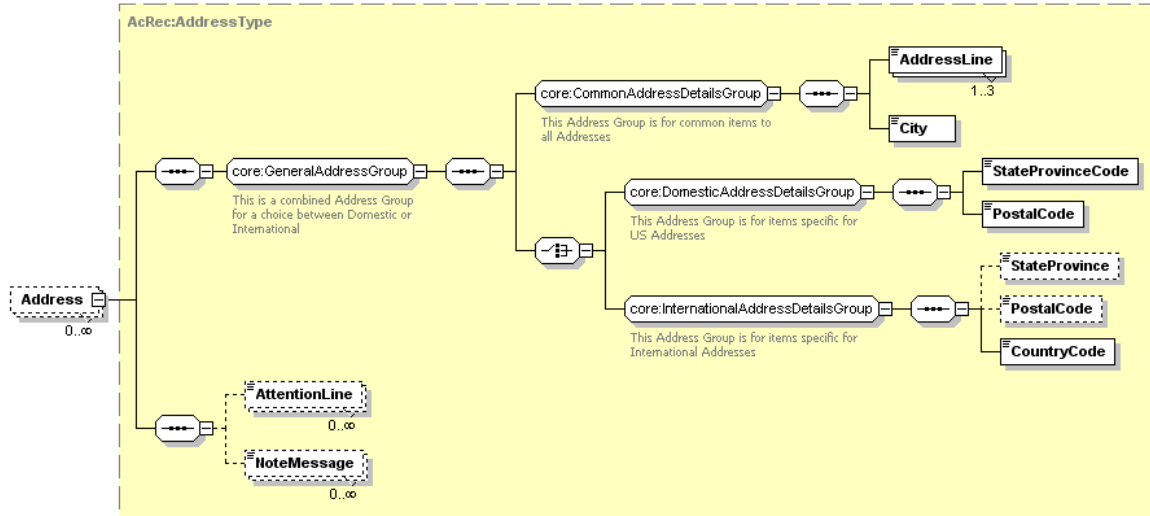 AcRec:AddressType
AddressLine
1..3
core:CommonAddressDetailsGroup
This Address Group is for common items to
all Addresses
City
core:GeneralAddressGroup
This is a combined Address Group
for a choice between Domestic or
International
core:DomesticAddressDetailsGroup
This Address Group is for items specific for
US Addresses
StateProvinceCode
PostalCode
StateProvince
core:InternationalAddressDetailsGroup
This Address Group is for items specific for
International Addresses
PostalCode
CountryCode
Address
0..∞
AttentionLine
0..∞
NoteMessage
0..∞